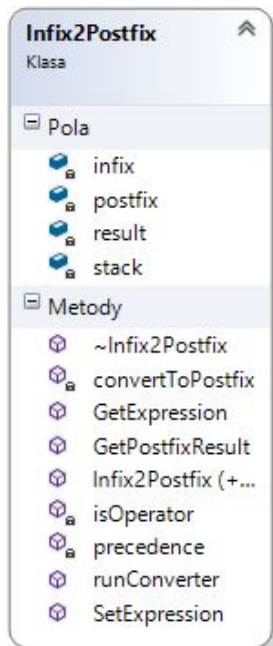 Infix2Postfix
Klasa
Pola
infix
postfix
result
stack
Metody
~Infix2Postfix
convertToPostfix
GetExpression
GetPostfixResult
Infix2Postfix (+...
isOperator
precedence
runConverter
SetExpression